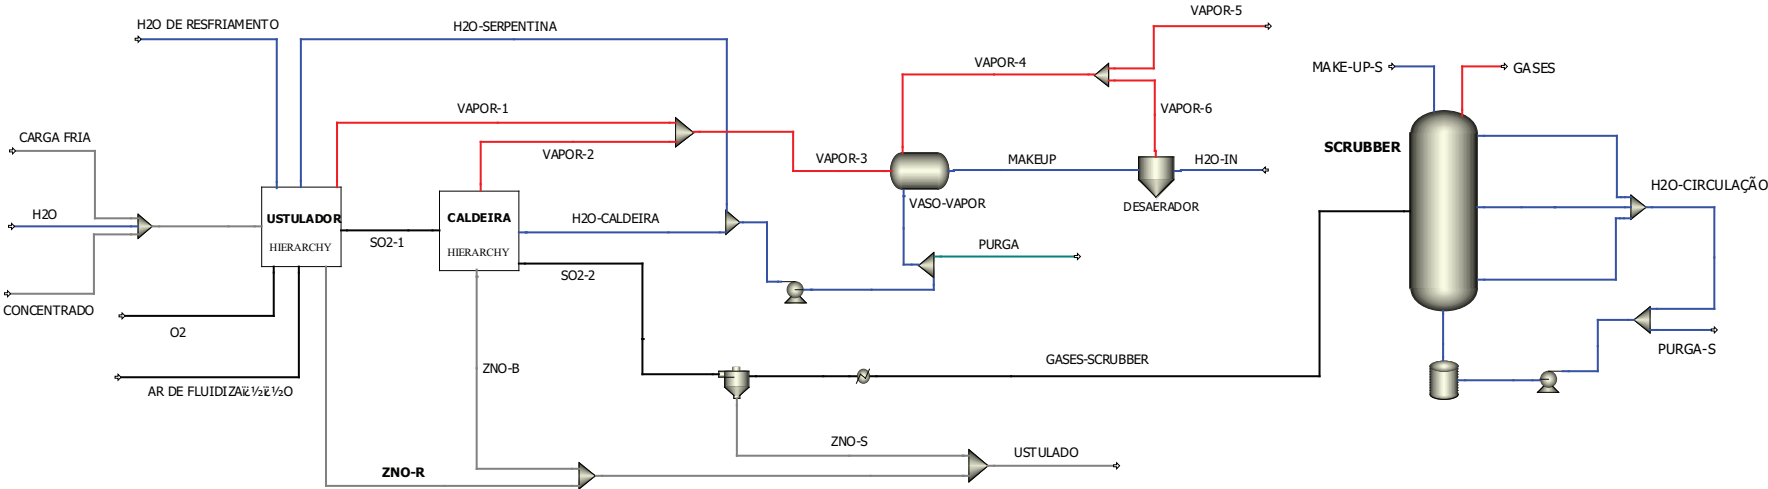 VAPOR-5
H2O DE RESFRIAMENTO
H2O-SERPENTINA
VAPOR-4
MAKE-UP-S
GASES
VAPOR-1
VAPOR-6
CARGA FRIA
VAPOR-2
VAPOR-3
MAKEUP
H2O-IN
SCRUBBER
H2O-CIRCULAÇÃO
VASO-VAPOR
DESAERADOR
H2O
USTULADOR
HIERARCHY
SO2-1
CALDEIRA
HIERARCHY
H2O-CALDEIRA
PURGA
SO2-2
CONCENTRADO
O2
PURGA-S
GASES-SCRUBBER
ZNO-B
AR DE FLUIDIZAï¿½ï¿½O
ZNO-S
USTULADO
ZNO-R